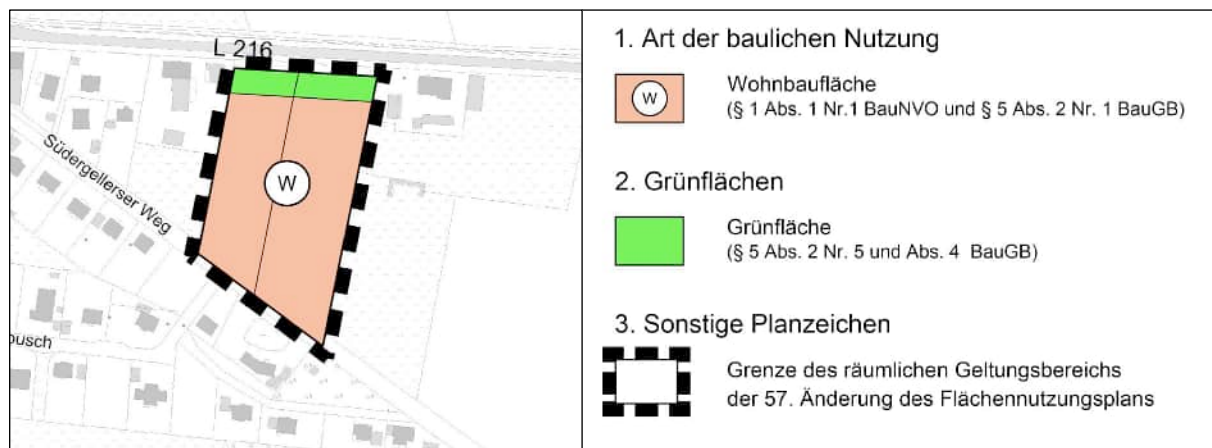 L 216
Südergellerser Weg
W
busch
1. Art der baulichen Nutzung
W
Wohnbaufläche
(§ 1 Abs. 1 Nr.1 BauNVO und § 5 Abs. 2 Nr. 1 BauGB)
2. Grünflächen
Grünfläche
(§ 5 Abs. 2 Nr. 5 und Abs. 4 BauGB)
3. Sonstige Planzeichen
Grenze des räumlichen Geltungsbereichs
der 57. Änderung des Flächennutzungsplans